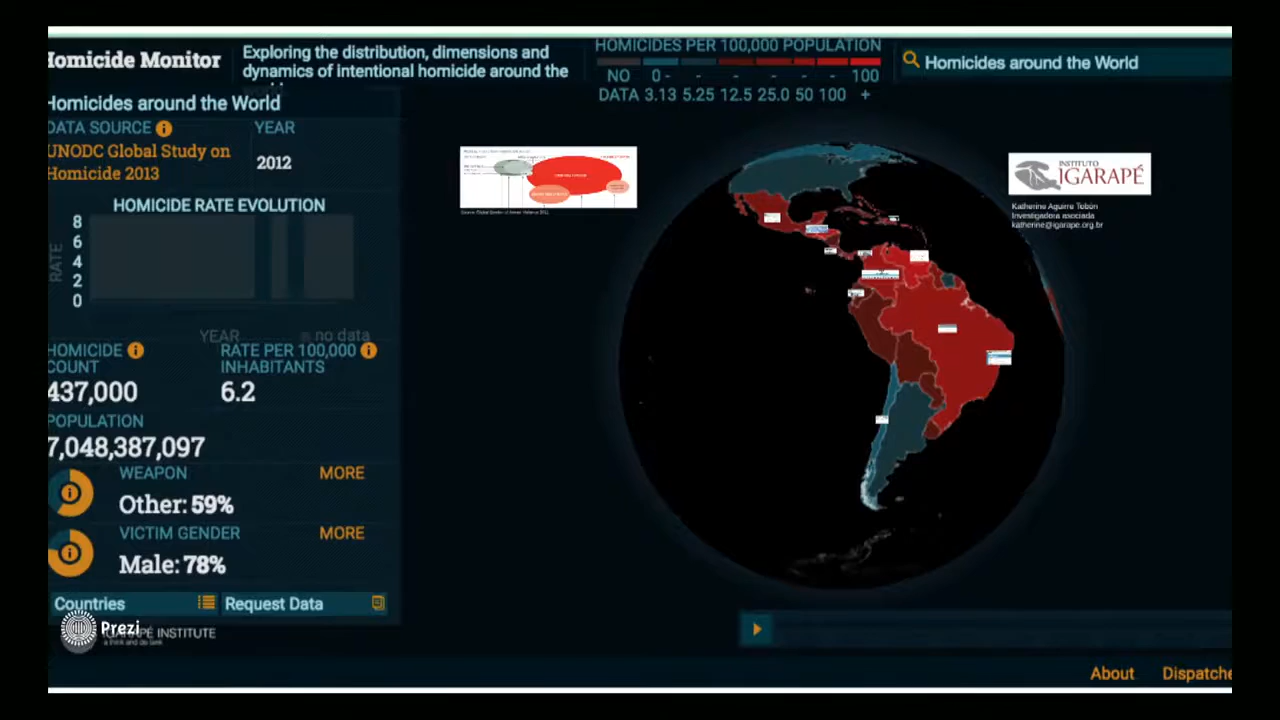 Homicide Monitor
Exploring the distribution, dimensions and
dynamics of intentional homicide around the
HOMICIDES PER 100,000 POPULATION
NO 0 - - - - - - 100
DATA 3.13 5.25 12.5 25.0 50 100 +
Homicides around the World
Homicides around the World
DATA SOURCE
YEAR
UNODC Global Study on
Homicide 2013
2012
HOMICIDE RATE EVOLUTION
8
6
4
2
0
RATE
YEAR
no data
HOMICIDE
COUNT
437,000
RATE PER 100,000
INHABITANTS
6.2
POPULATION
7,048,387,097
WEAPON
MORE
Other: 59%
VICTIM GENDER
MORE
Male: 78%
Countries
Request Data
Prezi
IGARAPÉ INSTITUTE
a think and do tank
INSTITUTO
IGARAPÉ
Katherine Aguirre Tobón
Investigadora asociada
katherine@igarape.org.br
About
Dispatche